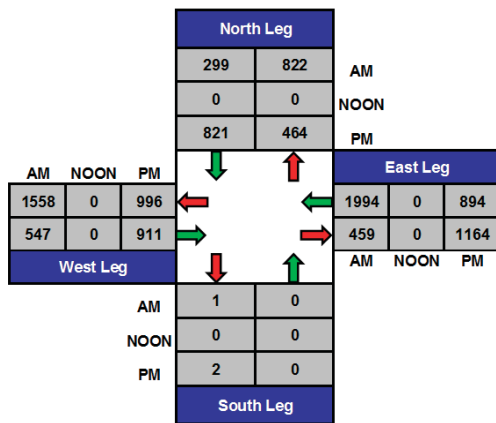 North Leg
299 822 AM
0 0 NOON
821 464 PM
AM NOON PM
East Leg
1558 0 996
1994 0 894
547 0 911
459 0 1164
West Leg
AM NOON PM
AM 1 0
NOON 0 0
PM 2 0
South Leg